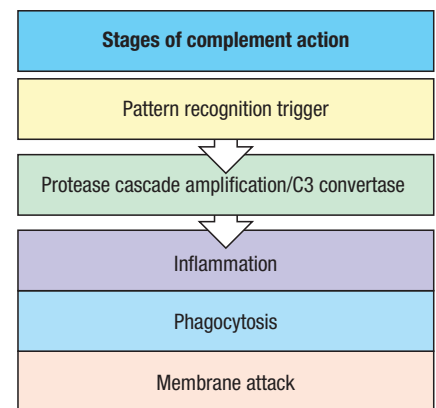 Stages of complement action
Pattern recognition trigger
Protease cascade amplification/C3 convertase
Inflammation
Phagocytosis
Membrane attack